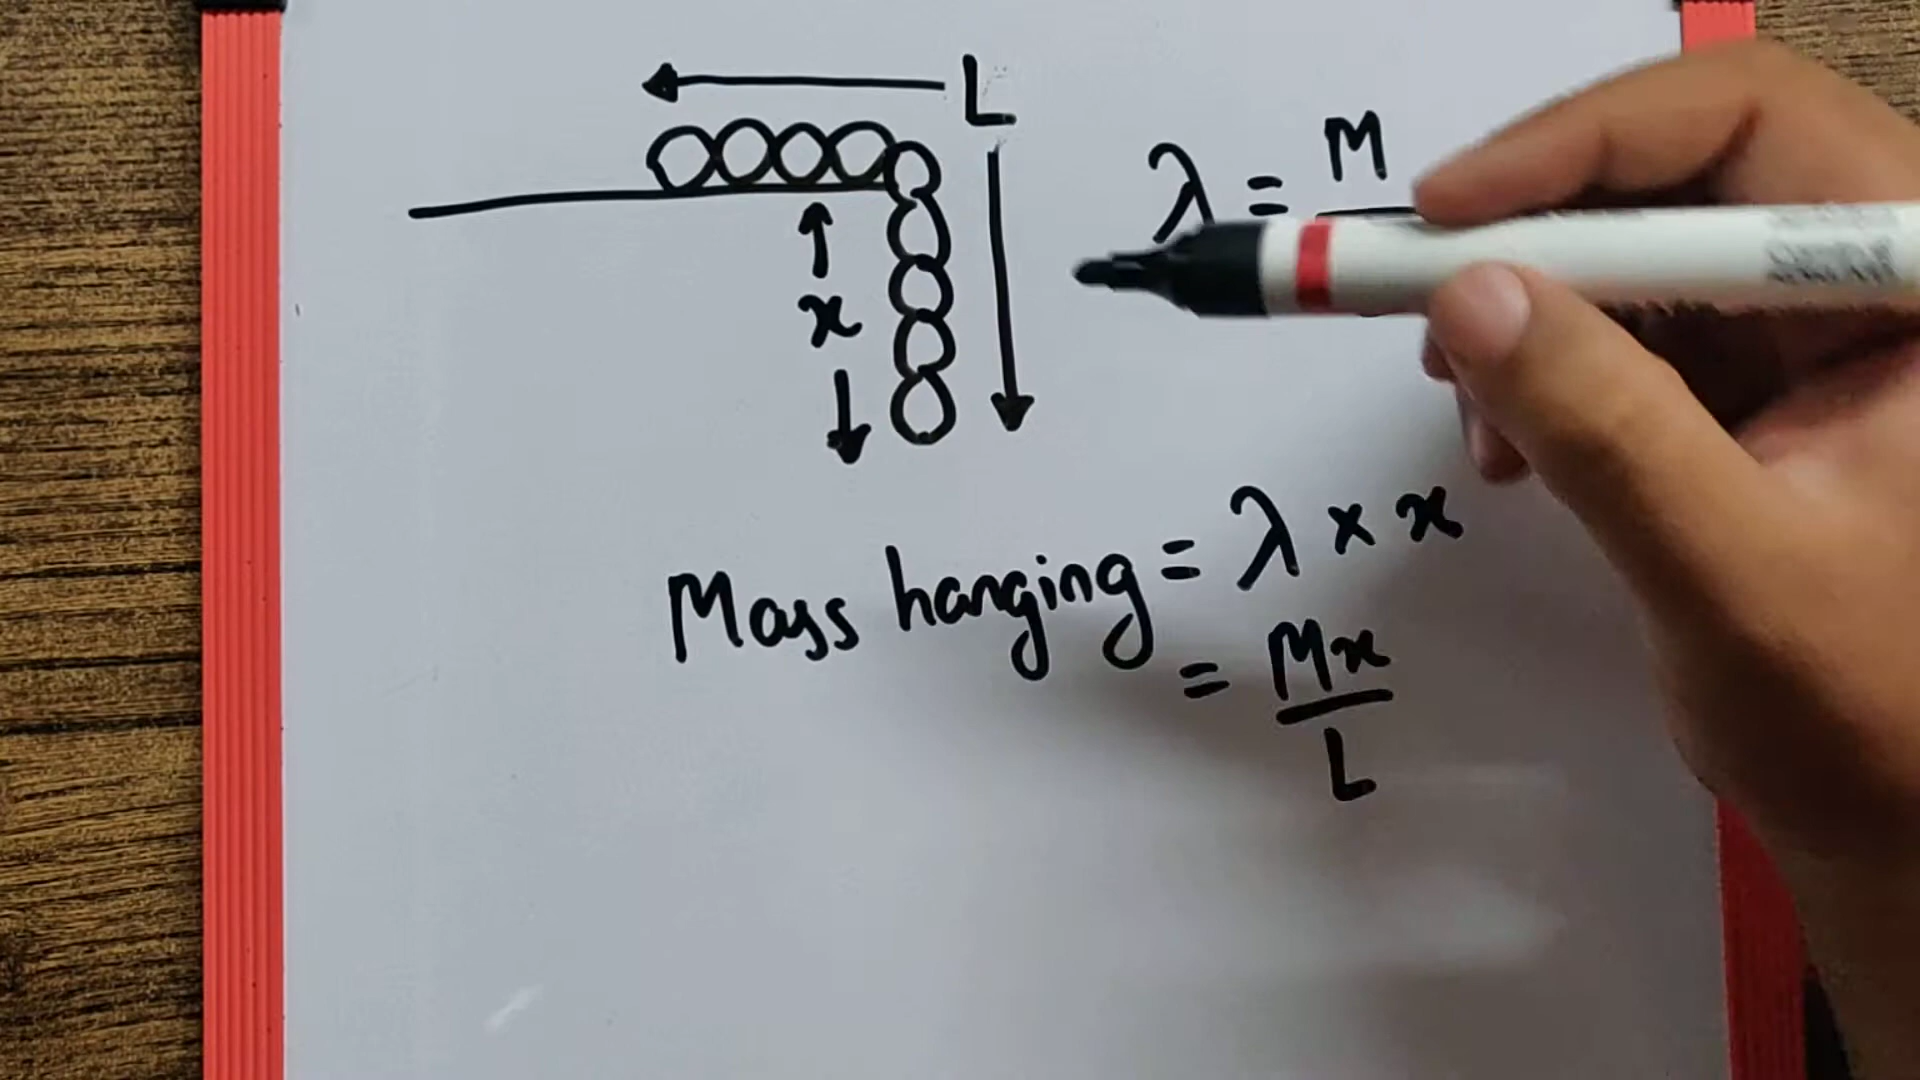 L
λ = M
x
Mass hanging = λ × x
= Mx
L